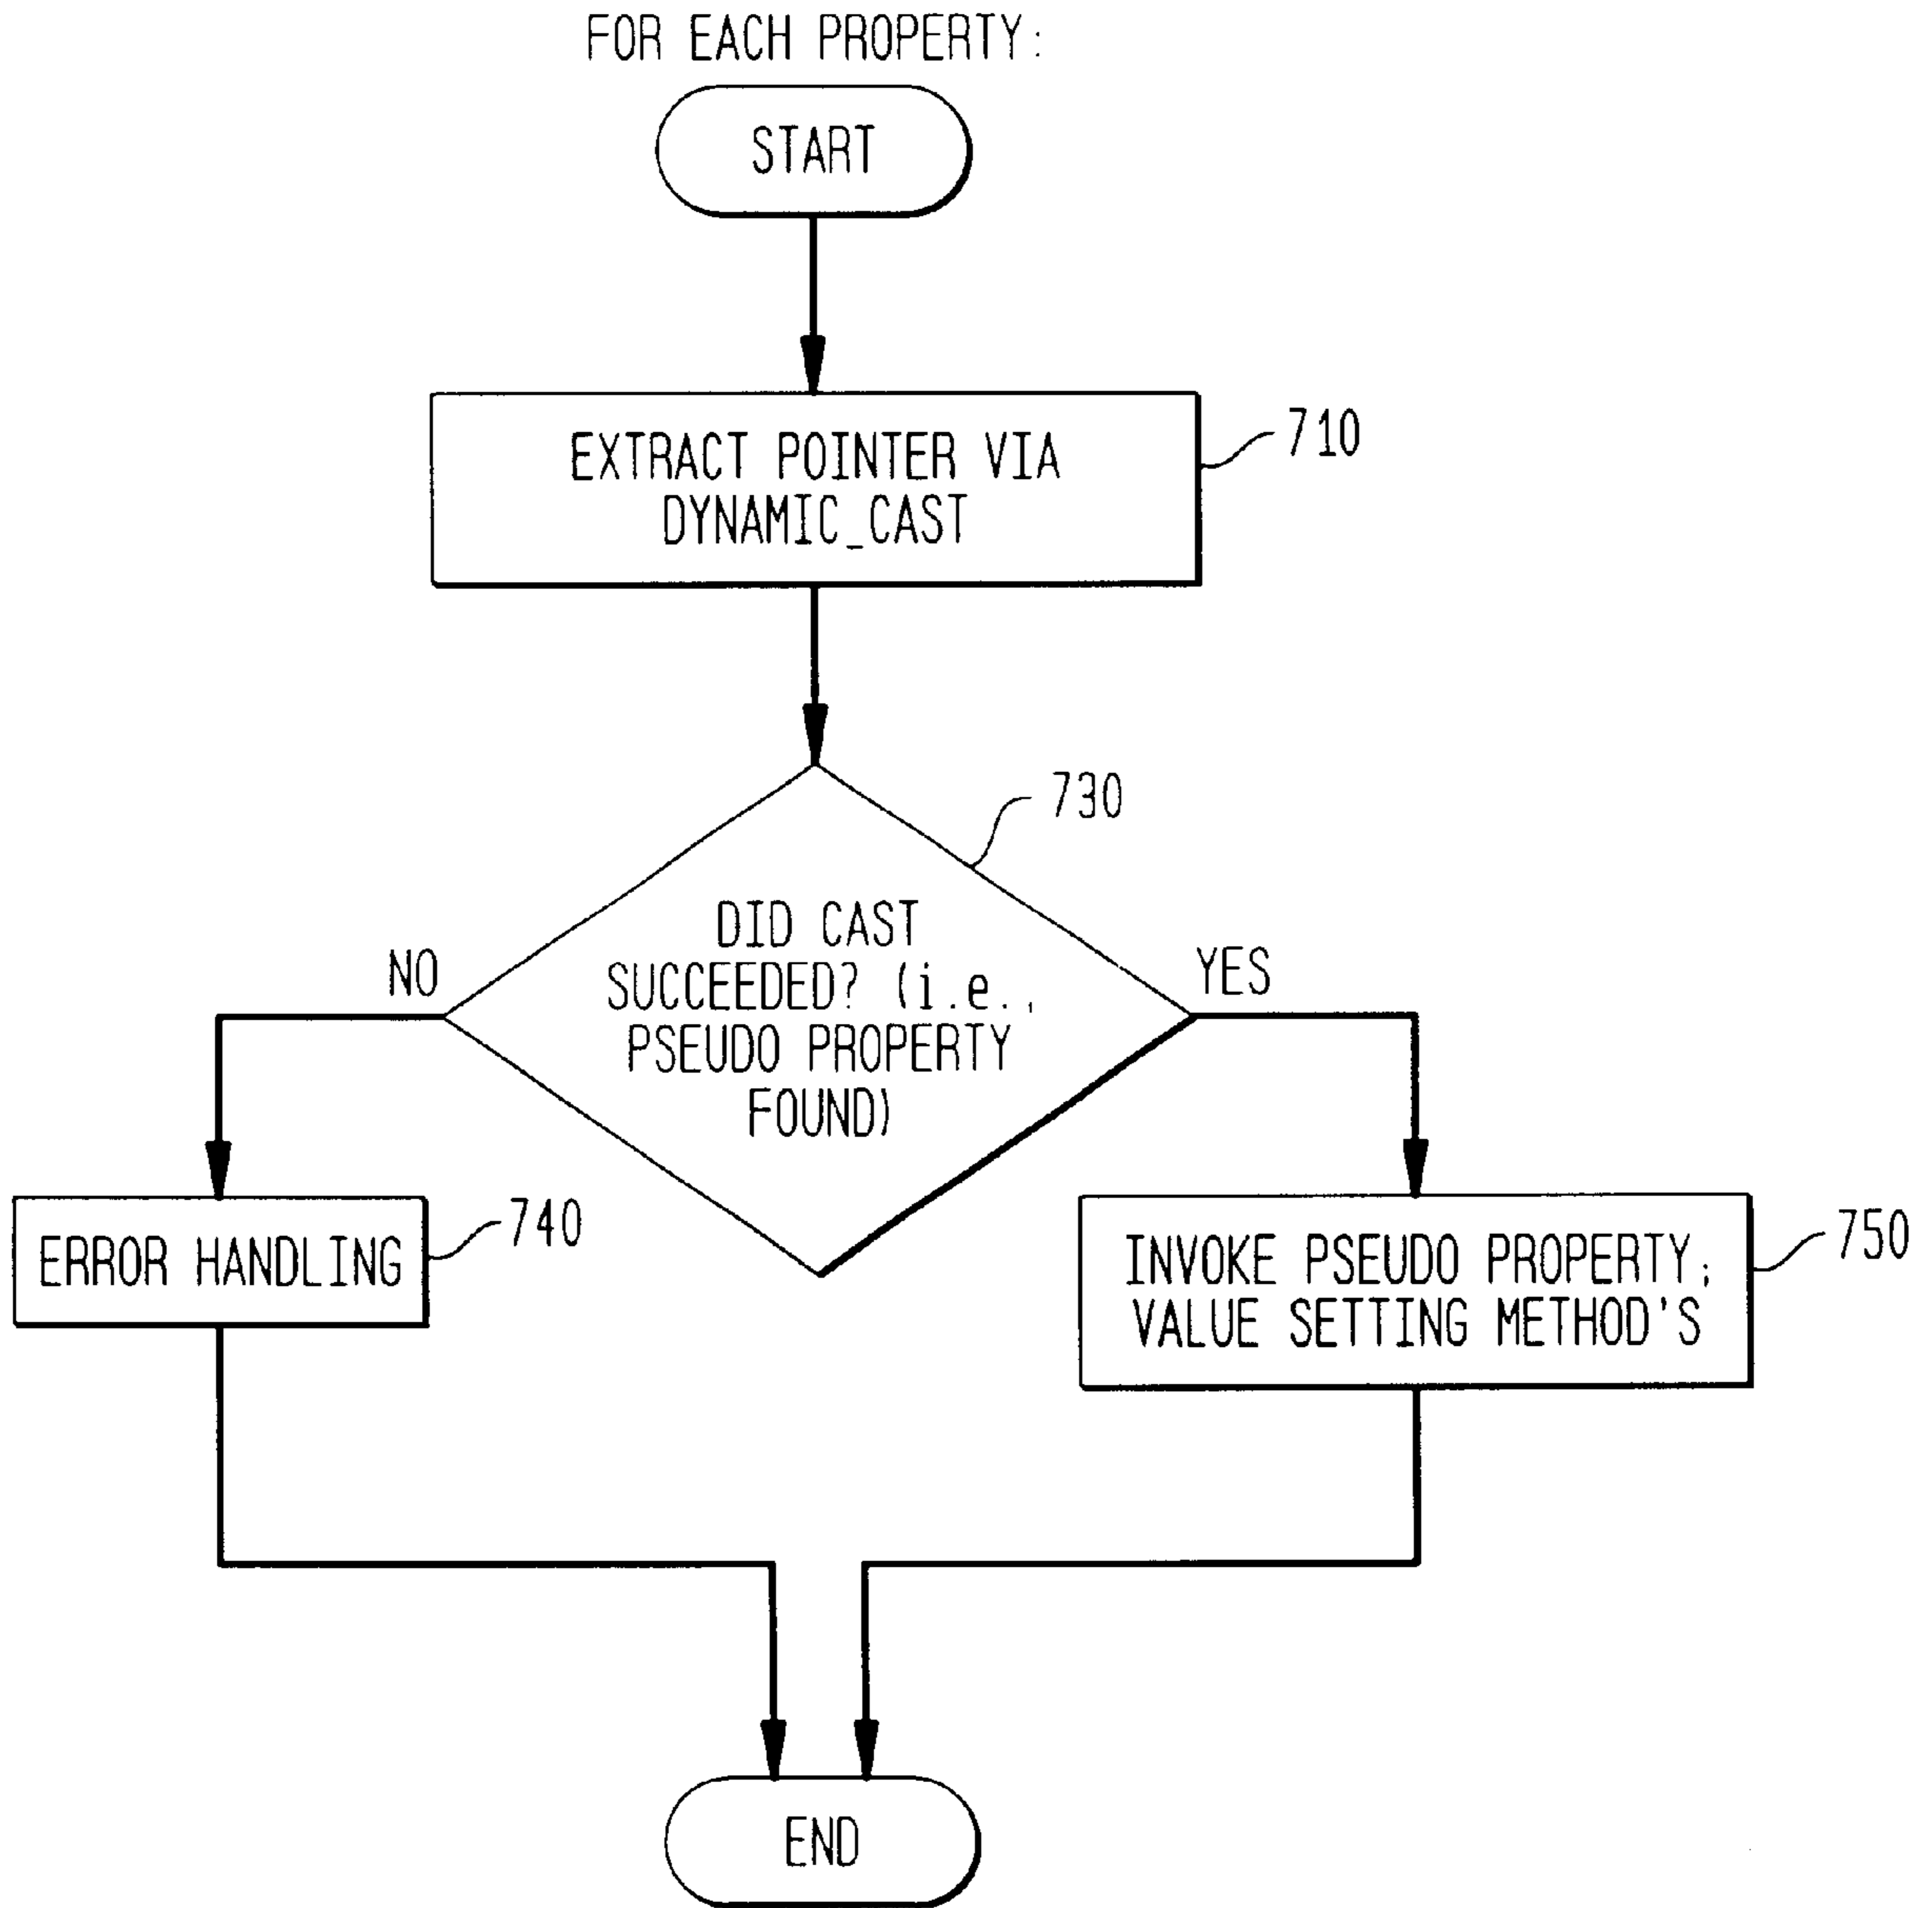 FOR EACH PROPERTY:
START
EXTRACT POINTER VIA
DYNAMIC_CAST
710
730
DID CAST
SUCCEEDED? (i.e.,
PSEUDO PROPERTY
FOUND)
NO
YES
ERROR HANDLING
740
INVOKE PSEUDO PROPERTY;
VALUE SETTING METHOD'S
750
END